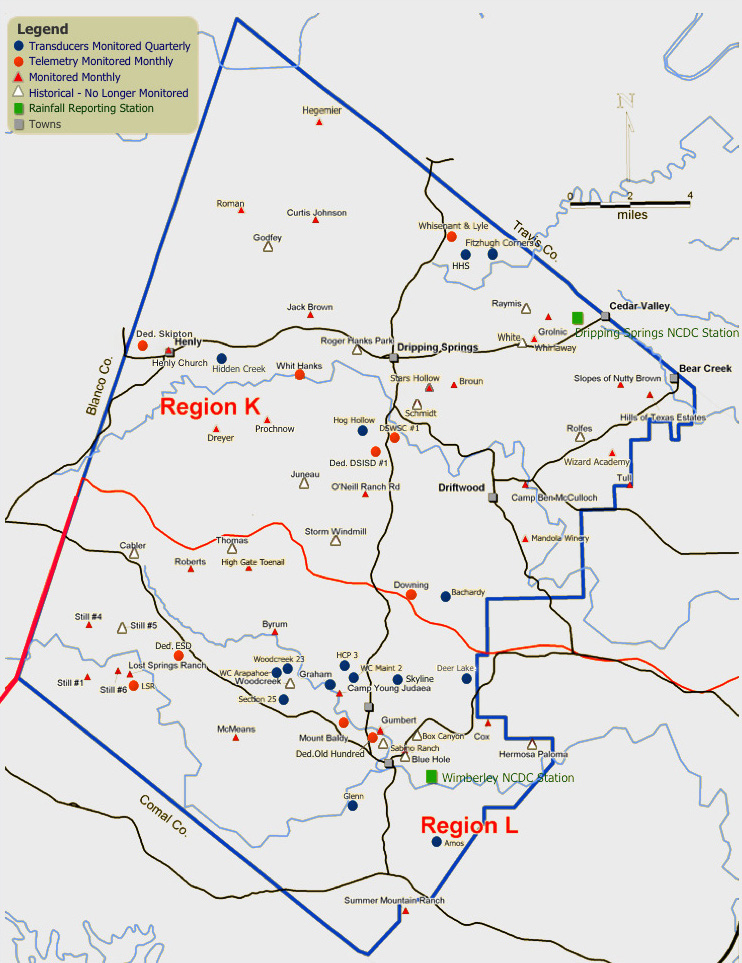 Legend
Transducers Monitored Quarterly
Telemetry Monitored Monthly
Monitored Monthly
Historical - No Longer Monitored
Rainfall Reporting Station
Towns
N
0 2 4
miles
Hegemier
Roman
Curtis Johnson
Godfey
Whisenant & Lyle
Travis Co.
Fitzhugh Corners
HHS
Jack Brown
Raymis
Cedar Valley
Ded. Skipton
Henly
Roger Hanks Park
Dripping Springs
White
Grolnic
Dripping Springs NCDC Station
Whirlaway
Henly Church
Hidden Creek
Whit Hanks
Bear Creek
Blanco Co.
Stars Hollow
Broun
Slopes of Nutty Brown
Region K
Schmidt
Hills of Texas Estates
Dreyer
Prochnow
Hog Hollow
DSWSC #1
Rolfes
Ded. DSISD #1
Wizard Academy
Juneau
O'Neill Ranch Rd
Driftwood
Tull
Camp Ben McCulloch
Storm Windmill
Mandola Winery
Cabler
Thomas
Roberts
High Gate Toenail
Downing
Bachardy
Still #4
Still #5
Byrum
Ded. ESD
Lost Springs Ranch
Woodcreek 23
HCP 3
WC Arapahoe
Graham
WC Maint 2
Skyline
Deer Lake
Still #1
Still #6
LSR
Woodcreek
Camp Young Judaea
Section 25
McMeans
Mount Baldy
Gumbert
Box Canyon
Cox
Ded.Old Hundred
Sabino Ranch
Blue Hole
Hermosa Paloma
Wimberley NCDC Station
Glenn
Comal Co.
Region L
Amos
Summer Mountain Ranch